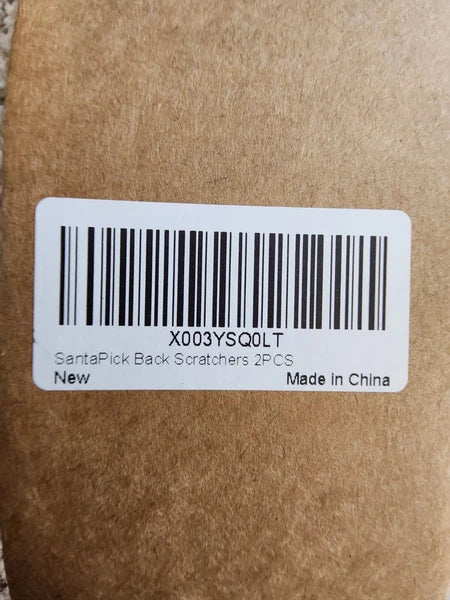 X003YSQ0LT
SantaPick Back Scratchers 2PCS
New
Made in China